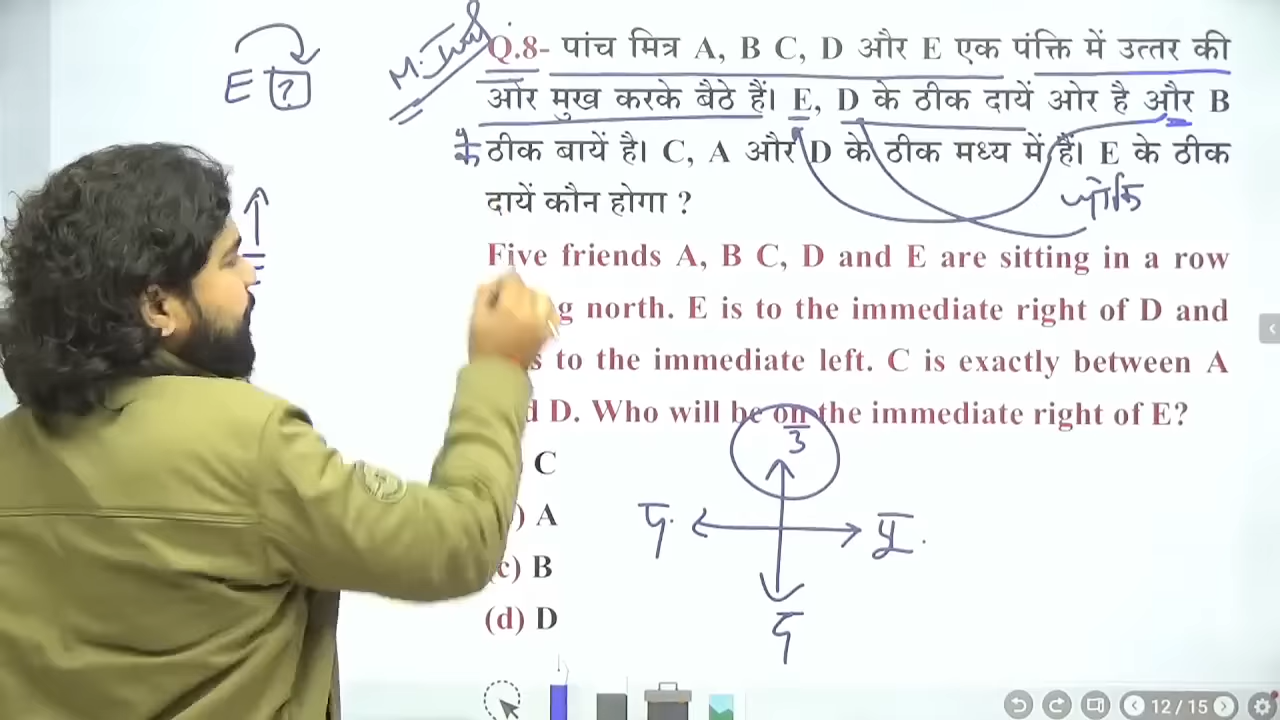 E ?
Q.8- पांच मित्र A, B C, D और E एक पंक्ति में उत्तर की
ओर मुख करके बैठे हैं। E, D के ठीक दायें ओर है और B
के ठीक बायें है। C, A और D के ठीक मध्य में हैं। E के ठीक
दायें कौन होगा ?
जोकि
Five friends A, B C, D and E are sitting in a row
north. E is to the immediate right of D and
to the immediate left. C is exactly between A
D. Who will be on the immediate right of E?
C
A
(c) B
(d) D
उ
प.
पू.
द
12 / 15